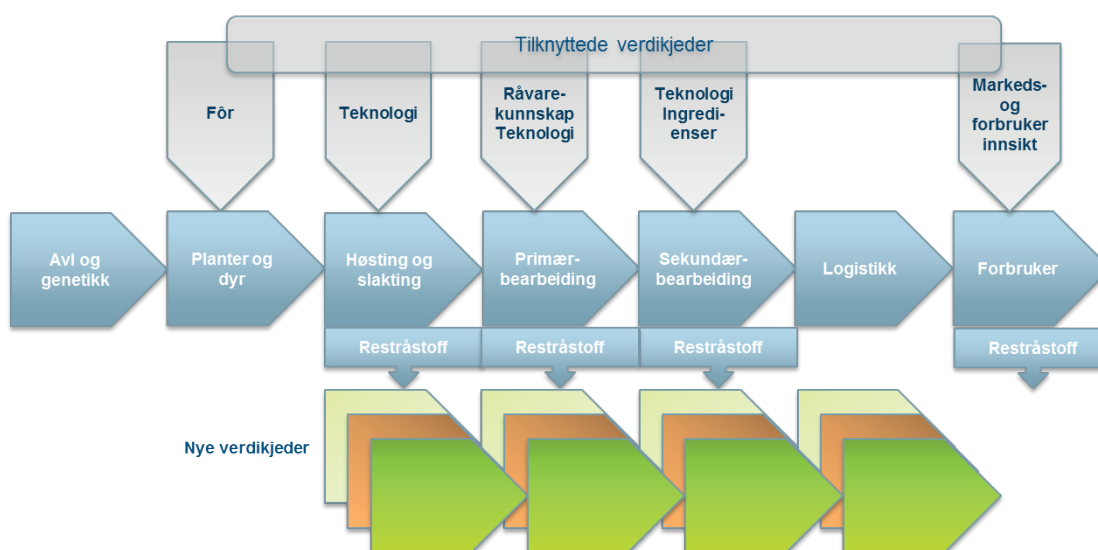 Tilknyttede verdikjeder
Fôr
Teknologi
Råvare-
kunnskap
Teknologi
Teknologi
Ingredi-
enser
Markeds-
og
forbruker
innsikt
Avl og
genetikk
Planter og
dyr
Høsting og
slakting
Primær-
bearbeiding
Sekundær-
bearbeiding
Logistikk
Forbruker
Restråstoff
Restråstoff
Restråstoff
Restråstoff
Nye verdikjeder